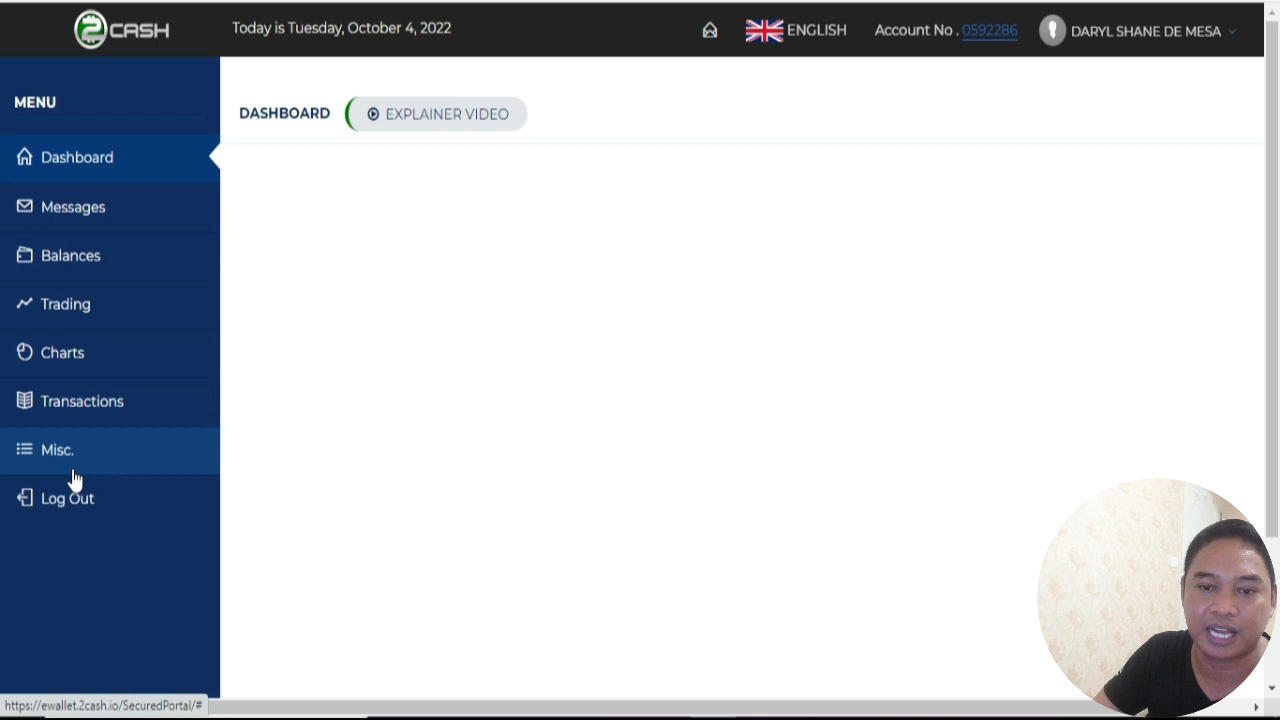 2CASH
Today is Tuesday, October 4, 2022
ENGLISH
Account No . 0592286
DARYL SHANE DE MESA
MENU
DASHBOARD
EXPLAINER VIDEO
Dashboard
Messages
Balances
Trading
Charts
Transactions
Misc.
Log Out
https://ewallet.2cash.io/SecuredPortal/#